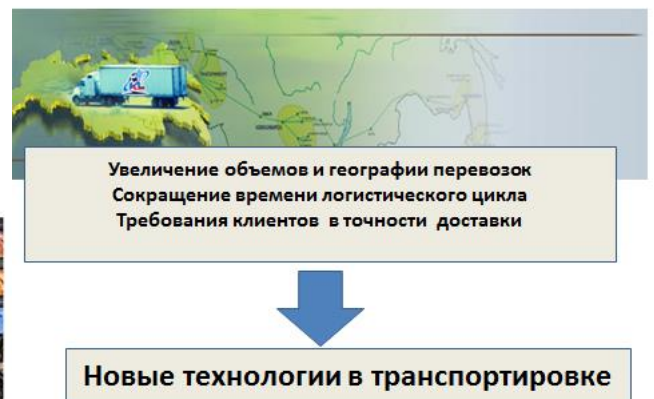 Увеличение объемов и географии перевозок
Сокращение времени логистического цикла
Требования клиентов в точности доставки
Новые технологии в транспортировке